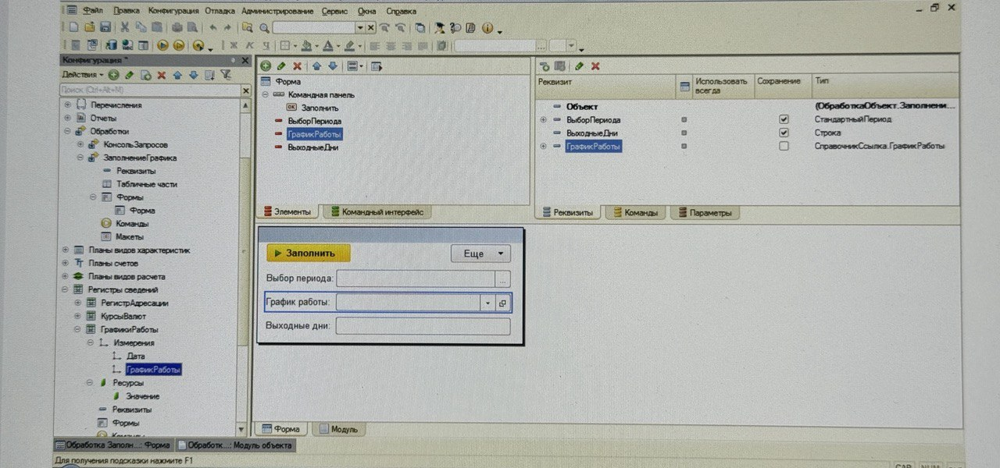 Файл Правка Конфигурация Отладка Администрирование Сервис Окна Справка
Конфигурация *
Действия
Поиск (Ctrl+Alt+M)
Перечисления
Отчеты
Обработки
КонсольЗапросов
ЗаполнениеГрафика
Реквизиты
Табличные части
Формы
Форма
Команды
Макеты
Планы видов характеристик
Планы счетов
Планы видов расчета
Регистры сведений
РегистрАдресации
КурсыВалют
ГрафикиРаботы
Измерения
Дата
ГрафикРаботы
Ресурсы
Значение
Реквизиты
Формы
Форма
Командная панель
Заполнить
ВыборПериода
ГрафикРаботы
ВыходныеДни
Элементы Командный интерфейс
Реквизит Использовать всегда Сохранение Тип
Объект (ОбработкаОбъект.Заполнени...
ВыборПериода СтандартныйПериод
ВыходныеДни Строка
ГрафикРаботы СправочникСсылка.ГрафикРаботы
Реквизиты Команды Параметры
Заполнить Еще
Выбор периода:
График работы:
Выходные дни:
Форма Модуль
Обработка Заполн...: Форма Обработк...: Модуль объекта
Для получения подсказки нажмите F1